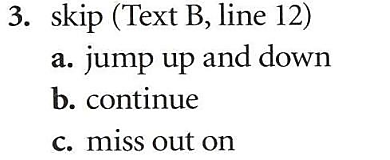 3. skip (Text B, line 12)
a. jump up and down
b. continue
c. miss out on